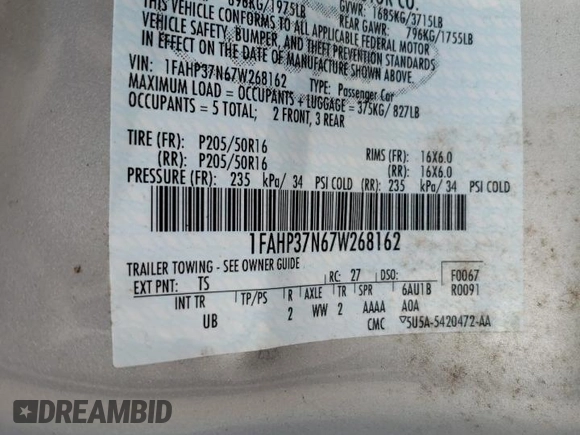 OR CO.
898KG/1975LB GVWR: 1685KG/3715LB
REAR GAWR: 796KG/1755LB
THIS VEHICLE CONFORMS TO ALL APPLICABLE FEDERAL MOTOR
VEHICLE SAFETY, BUMPER, AND THEFT PREVENTION STANDARDS
IN EFFECT ON THE DATE OF MANUFACTURE SHOWN ABOVE.
VIN: 1FAHP37N67W268162 TYPE: Passenger Car
MAXIMUM LOAD = OCCUPANTS + LUGGAGE = 375KG/ 827LB
OCCUPANTS = 5 TOTAL; 2 FRONT, 3 REAR
TIRE (FR): P205/50R16 RIMS (FR): 16X6.0
(RR): P205/50R16 (RR): 16X6.0
PRESSURE (FR): 235 kPa/ 34 PSI COLD (RR): 235 kPa/ 34 PSI COLD
1FAHP37N67W268162
TRAILER TOWING - SEE OWNER GUIDE
EXT PNT: TS RC: 27 DSO: F0067
INT TR TP/PS R AXLE TR SPR 6AU1B R0091
UB 2 WW 2 AAAA A0A
CMC ▽5U5A-5420472-AA
DREAMBID